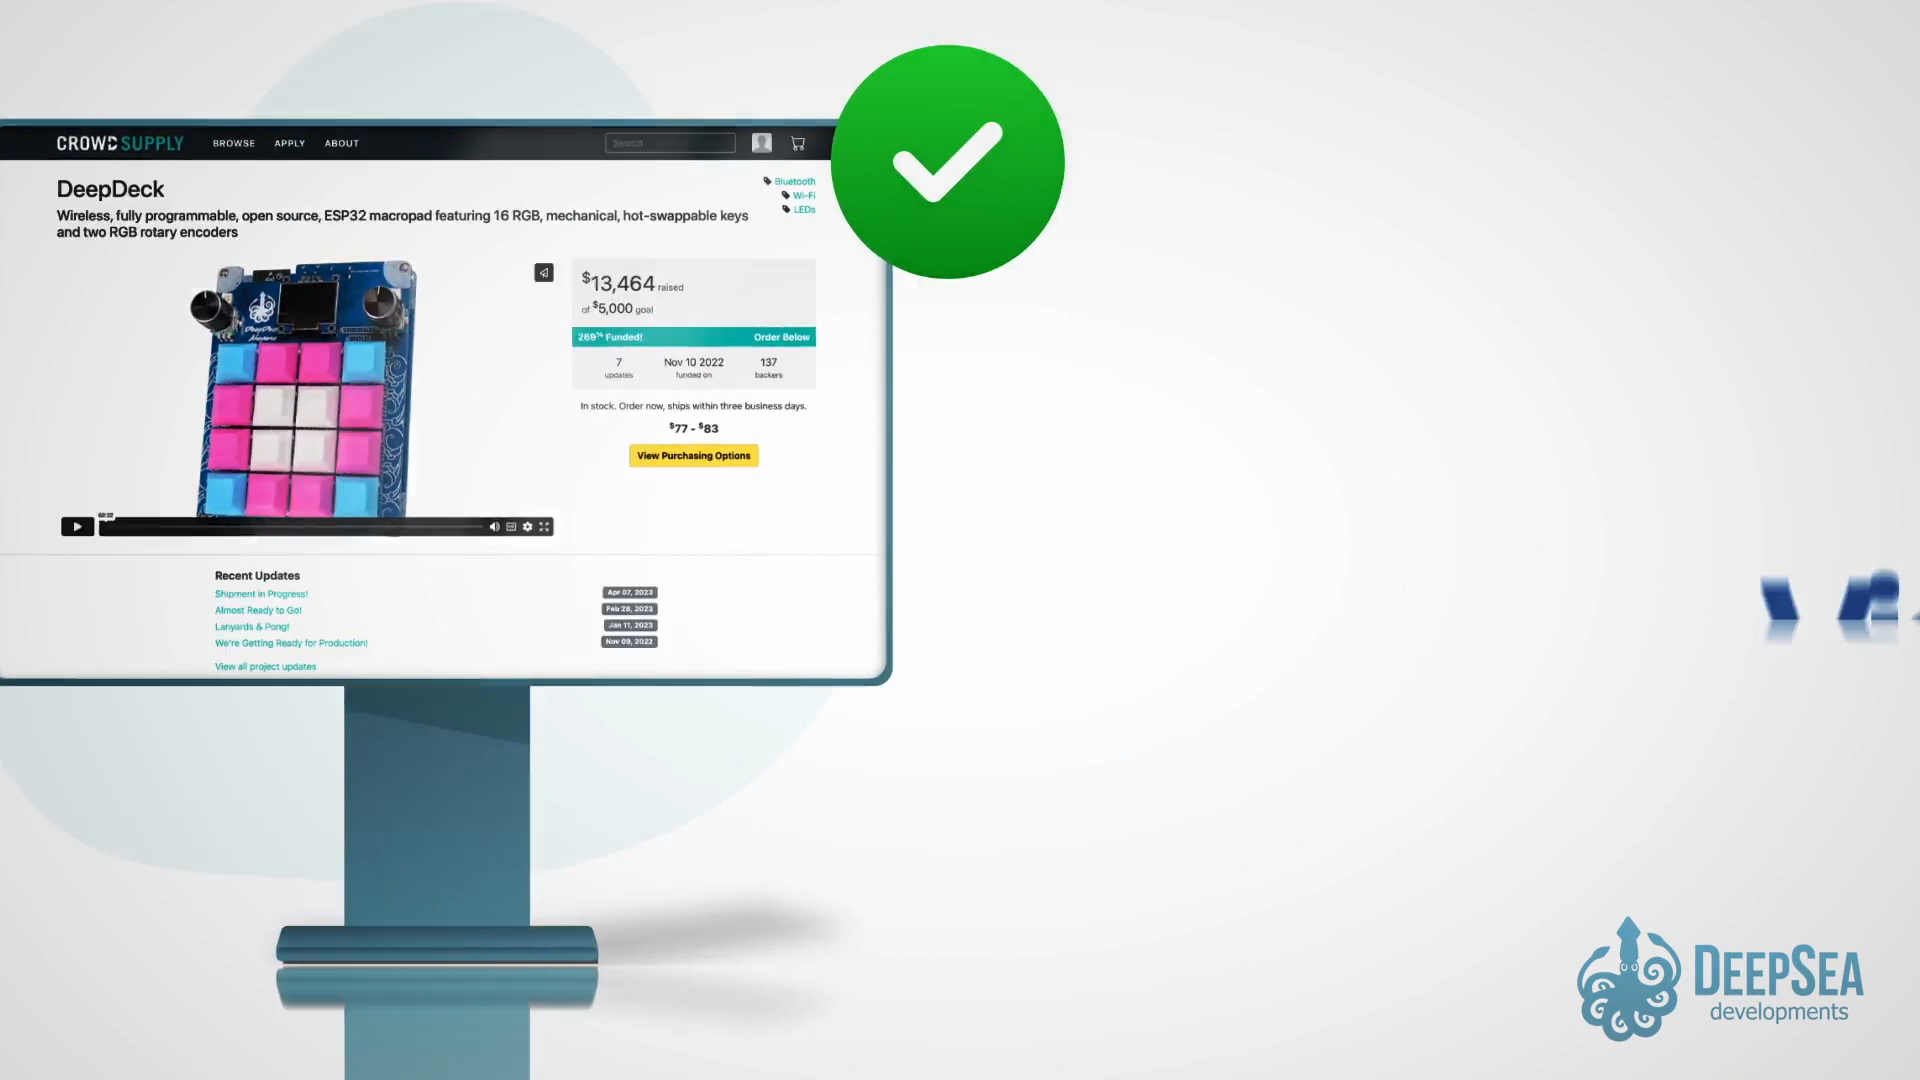 CROWD SUPPLY BROWSE APPLY ABOUT Search
DeepDeck
Bluetooth
Wi-Fi
LEDs
Wireless, fully programmable, open source, ESP32 macropad featuring 16 RGB, mechanical, hot-swappable keys
and two RGB rotary encoders
$13,464 raised
of $5,000 goal
269% Funded! Order Below
7 Nov 10 2022 137
updates funded on backers
In stock. Order now, ships within three business days.
$77 - $83
View Purchasing Options
DeepDeck
02:22
Recent Updates
Shipment in Progress! Apr 07, 2023
Almost Ready to Go! Feb 28, 2023
Lanyards & Pong! Jan 11, 2023
We're Getting Ready for Production! Nov 09, 2022
View all project updates
DEEPSEA
developments